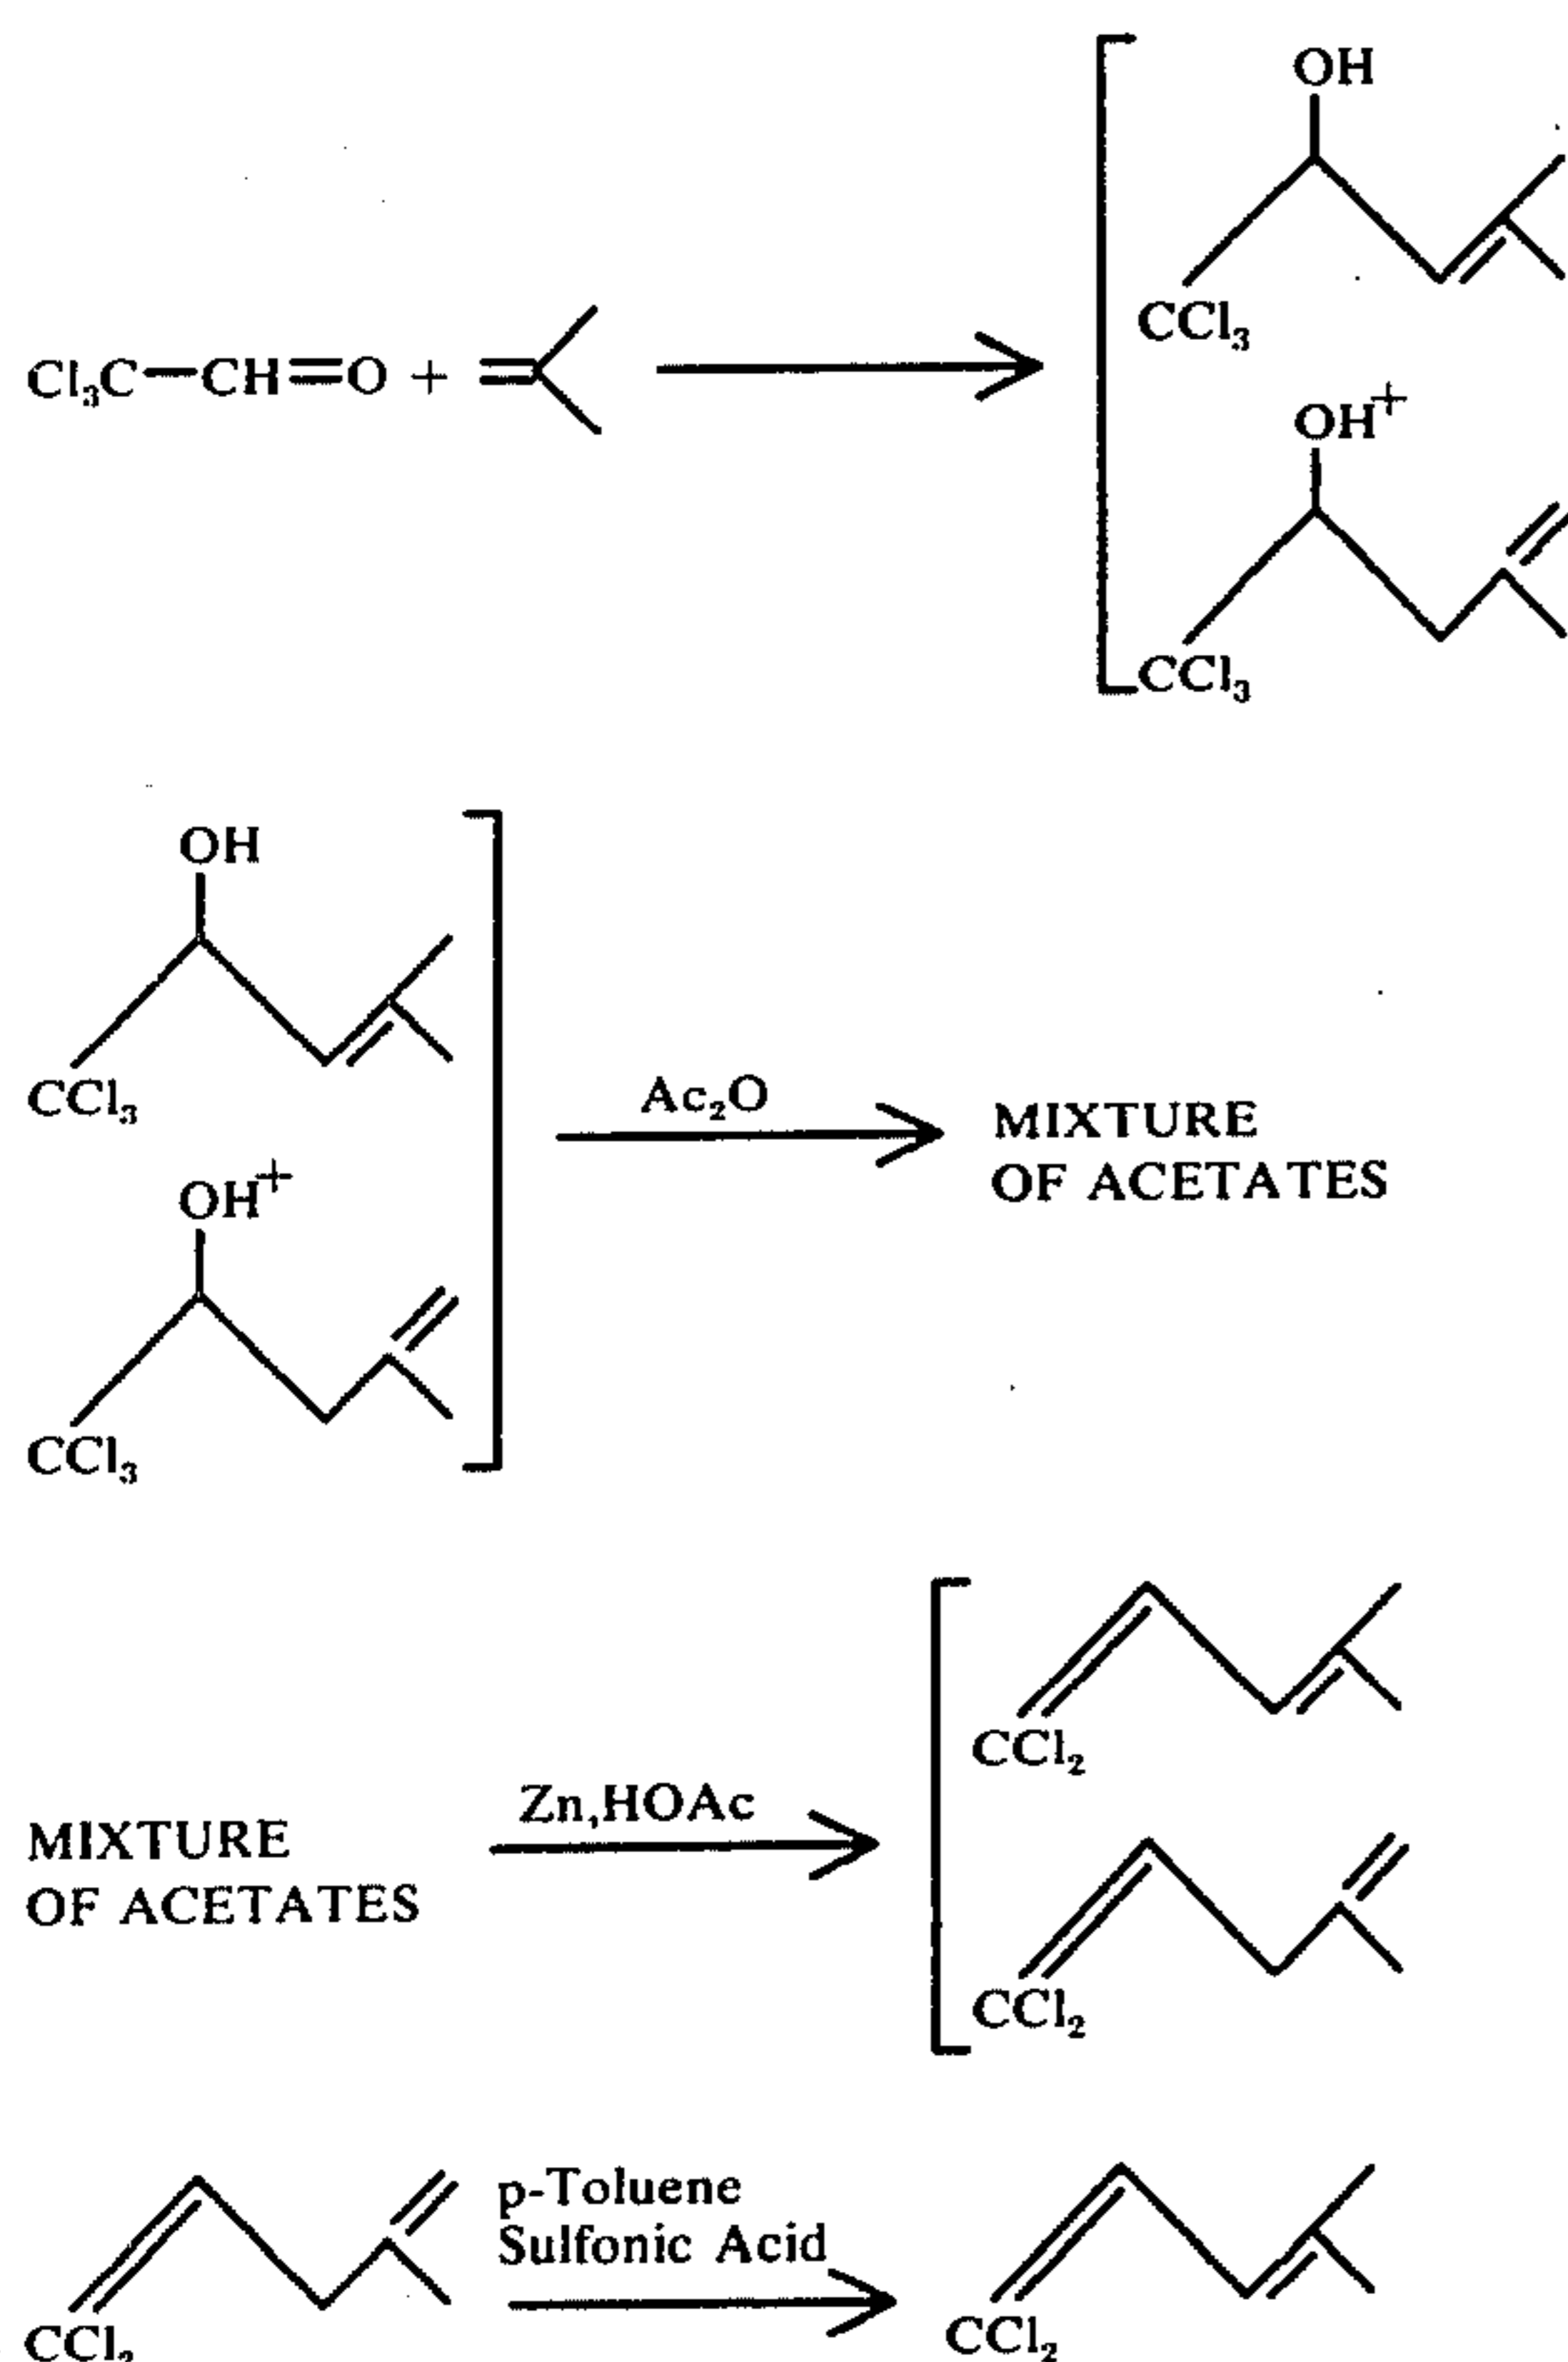 OH
CCl₃
Cl₃C—CH=O +
OH+
CCl₃
OH
CCl₃
Ac₂O
MIXTURE
OF ACETATES
OH+
CCl₃
CCl₂
Zn,HOAc
MIXTURE
OF ACETATES
CCl₂
p-Toluene
Sulfonic Acid
CCl₂
CCl₂